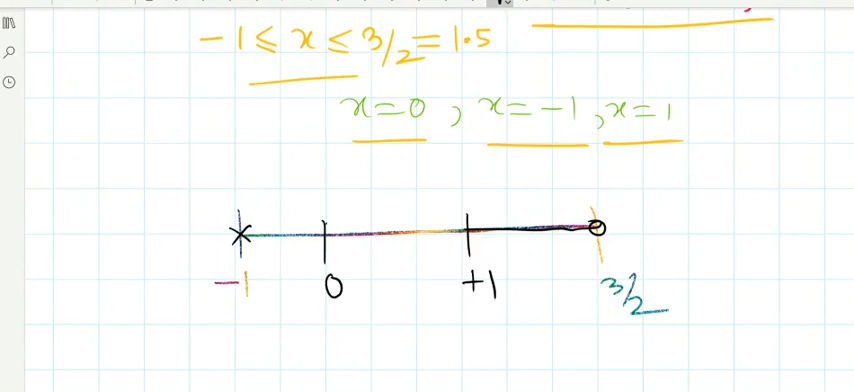 -1 ≤ x ≤ 3/2 = 1.5
x=0 , x=-1 , x=1
-1 0 +1 3/2